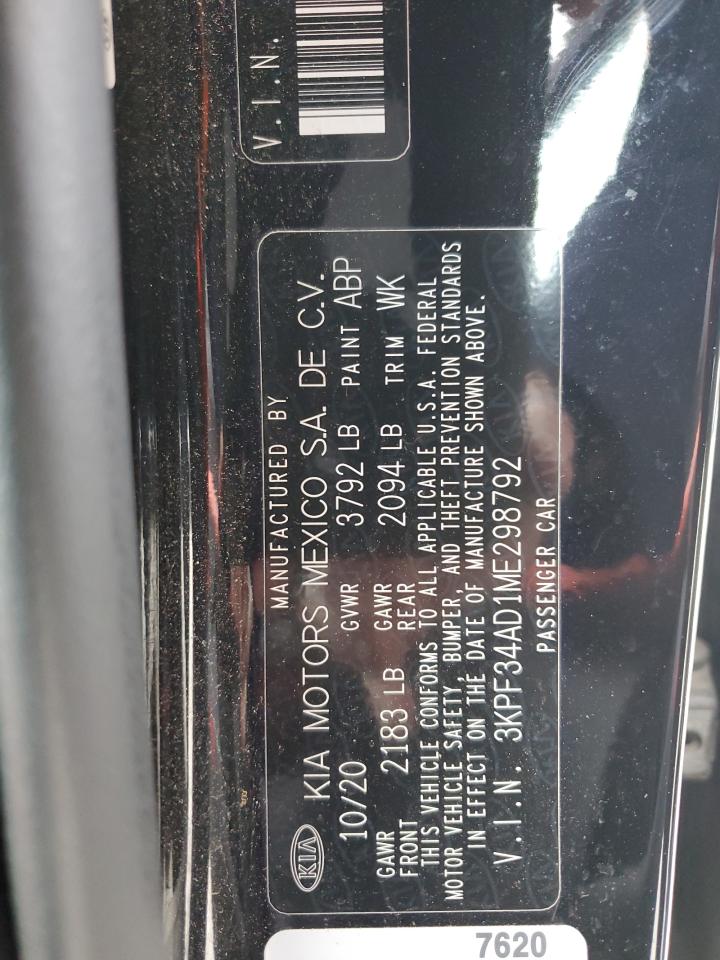 V.I.N.
MANUFACTURED BY
KIA KIA MOTORS MEXICO S.A. DE C.V.
10/20 GVWR 3792 LB PAINT ABP
GAWR FRONT 2183 LB GAWR REAR 2094 LB TRIM WK
THIS VEHICLE CONFORMS TO ALL APPLICABLE U.S.A. FEDERAL
MOTOR VEHICLE SAFETY, BUMPER, AND THEFT PREVENTION STANDARDS
IN EFFECT ON THE DATE OF MANUFACTURE SHOWN ABOVE.
V.I.N. 3KPF34AD1ME298792
PASSENGER CAR
7620